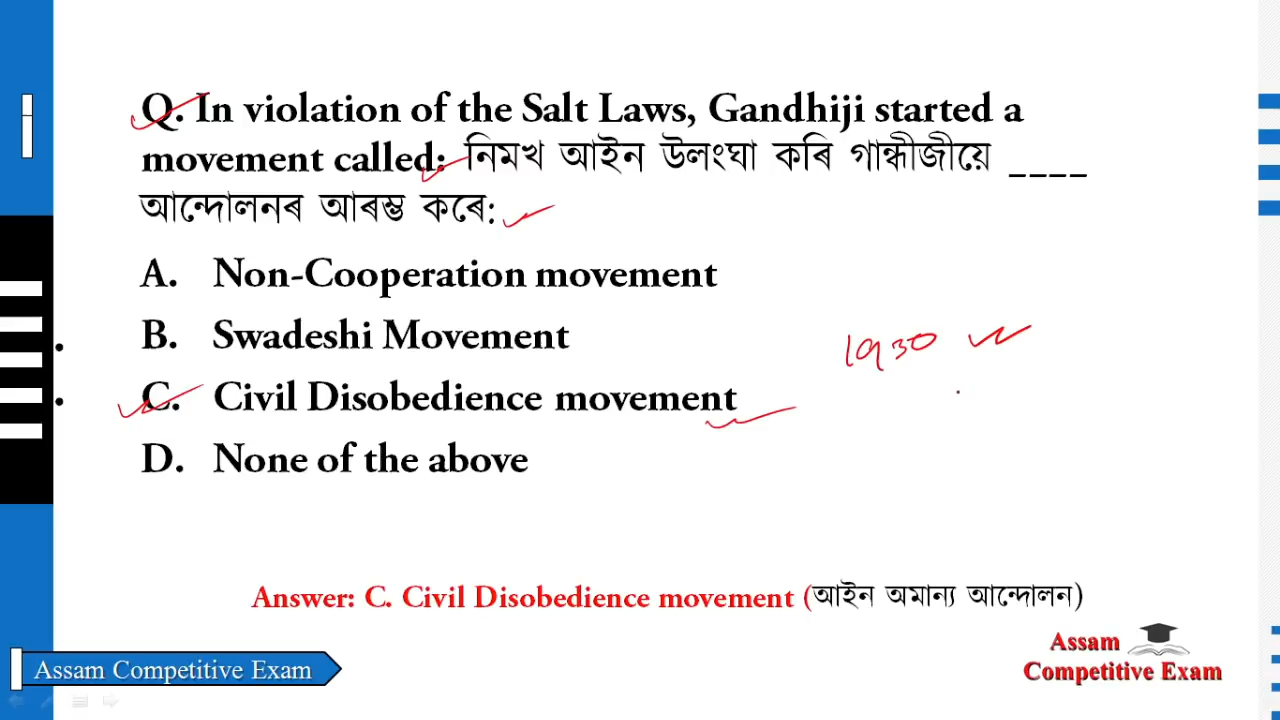 Q. In violation of the Salt Laws, Gandhiji started a
movement called: নিমখ আইন উলংঘা কৰি গান্ধীজীয়ে ____
আন্দোলনৰ আৰম্ভ কৰে:
A. Non-Cooperation movement
B. Swadeshi Movement
1930
C. Civil Disobedience movement
D. None of the above
Answer: C. Civil Disobedience movement (আইন অমান্য আন্দোলন)
Assam Competitive Exam
Assam
Competitive Exam